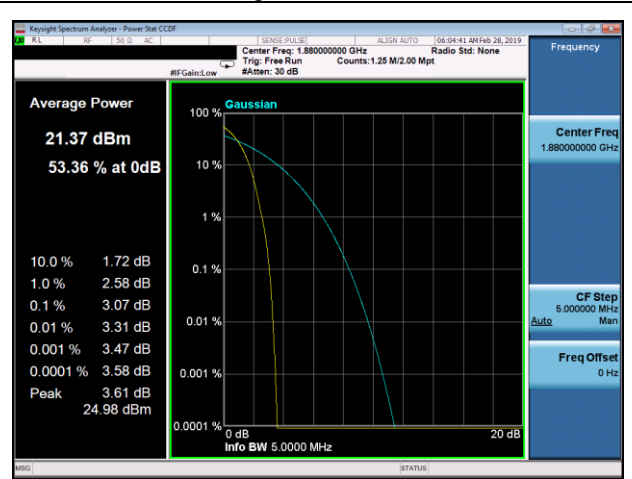 Keysight Spectrum Analyzer - Power Stat CCDF
RL RF 50 Ω AC SENSE:PULSE ALIGN AUTO 06:04:41 AM Feb 28, 2019
Center Freq: 1.880000000 GHz Radio Std: None
Trig: Free Run Counts:1.25 M/2.00 Mpt
#IFGain:Low #Atten: 30 dB
Frequency
Average Power
21.37 dBm
53.36 % at 0dB
10.0 % 1.72 dB
1.0 % 2.58 dB
0.1 % 3.07 dB
0.01 % 3.31 dB
0.001 % 3.47 dB
0.0001 % 3.58 dB
Peak 3.61 dB
24.98 dBm
Gaussian
100 %
10 %
1 %
0.1 %
0.01 %
0.001 %
0.0001 %
0 dB 20 dB
Info BW 5.0000 MHz
Center Freq
1.880000000 GHz
CF Step
5.000000 MHz
Auto Man
Freq Offset
0 Hz
MSG STATUS